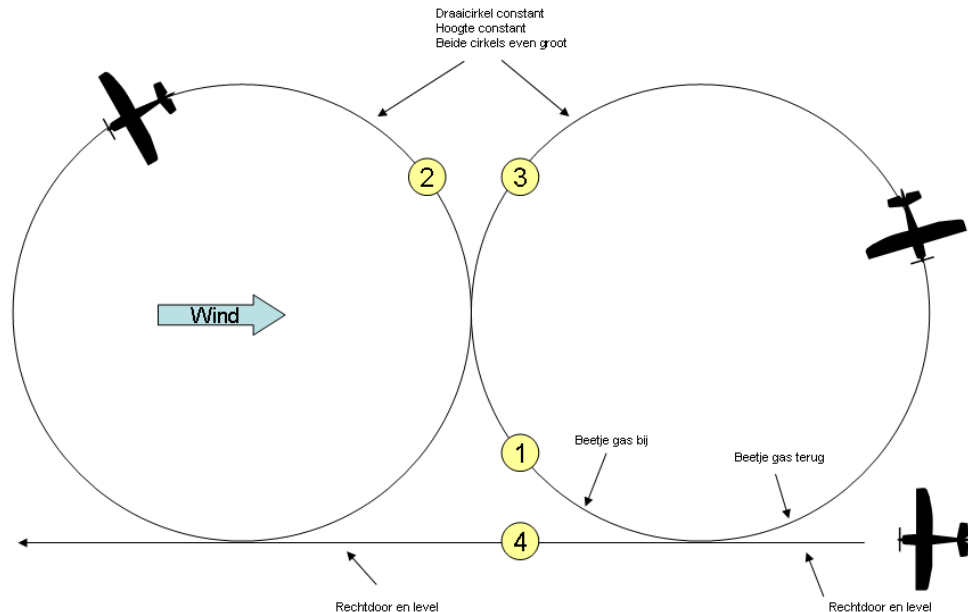 Draaicirkel constant
Hoogte constant
Beide cirkels even groot
2
3
Wind
1
Beetje gas bij
Beetje gas terug
4
Rechtdoor en level
Rechtdoor en level